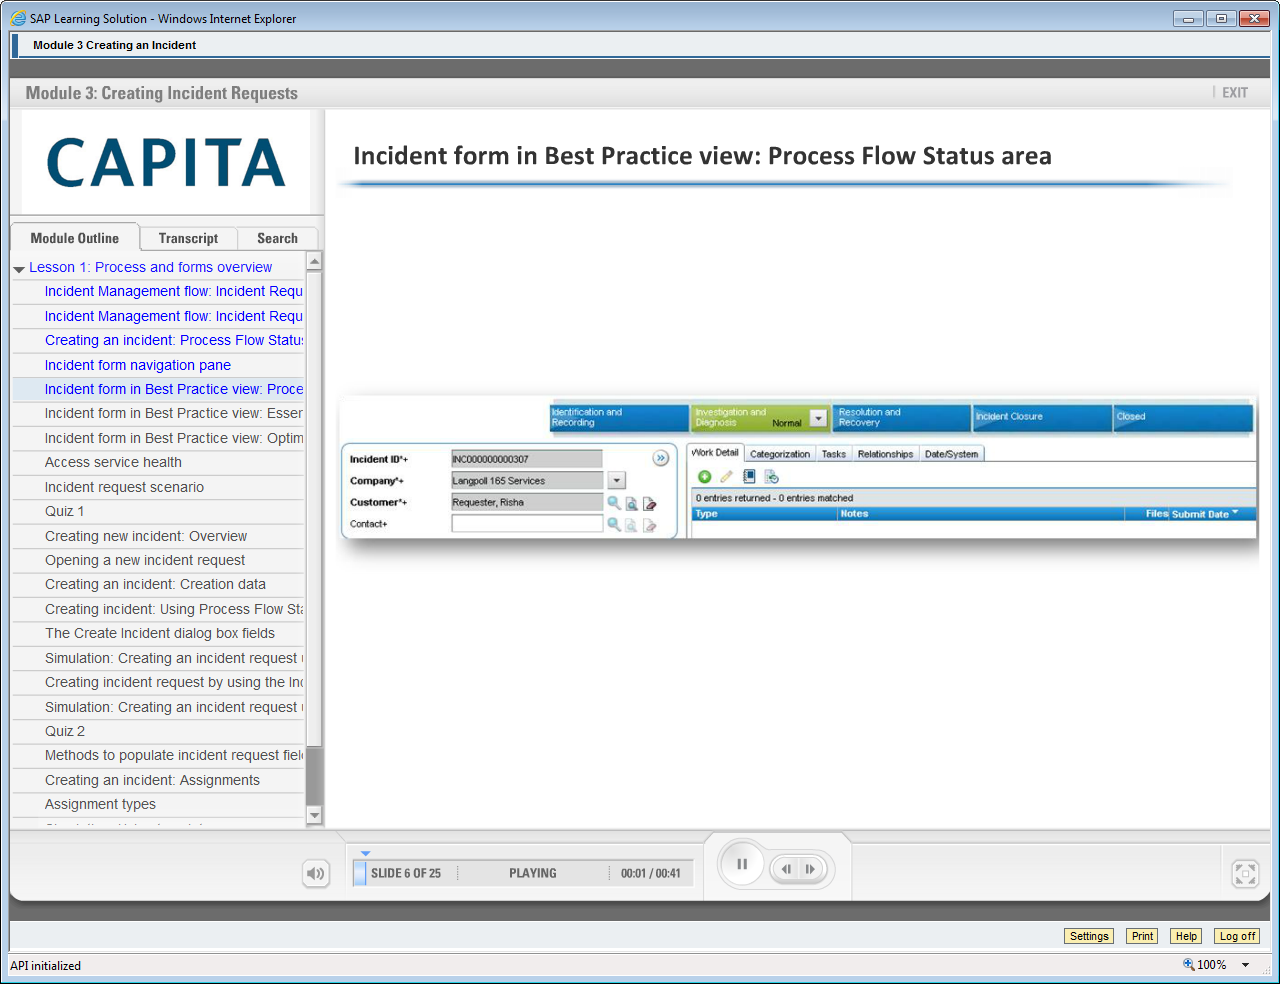 SAP Learning Solution - Windows Internet Explorer
Module 3 Creating an Incident
Module 3: Creating Incident Requests
EXIT
CAPITA
Module Outline
Transcript
Search
Lesson 1: Process and forms overview
Incident Management flow: Incident Requ
Incident Management flow: Incident Requ
Creating an incident: Process Flow Status
Incident form navigation pane
Incident form in Best Practice view: Proce
Incident form in Best Practice view: Essen
Incident form in Best Practice view: Optim
Access service health
Incident request scenario
Quiz 1
Creating new incident: Overview
Opening a new incident request
Creating an incident: Creation data
Creating incident: Using Process Flow Sta
The Create Incident dialog box fields
Simulation: Creating an incident request u
Creating incident request by using the Inc
Simulation: Creating an incident request u
Quiz 2
Methods to populate incident request field
Creating an incident: Assignments
Assignment types
Incident form in Best Practice view: Process Flow Status area
Identification and
Recording
Investigation and
Diagnosis
Normal
Resolution and
Recovery
Incident Closure
Closed
Incident ID*+
INC000000000307
Company*+
Langpoll 165 Services
Customer*+
Requester, Risha
Contact+
Work Detail
Categorization
Tasks
Relationships
Date/System
0 entries returned - 0 entries matched
Type
Notes
Files
Submit Date
SLIDE 6 OF 25
PLAYING
00:01 / 00:41
Settings
Print
Help
Log off
API initialized
100%